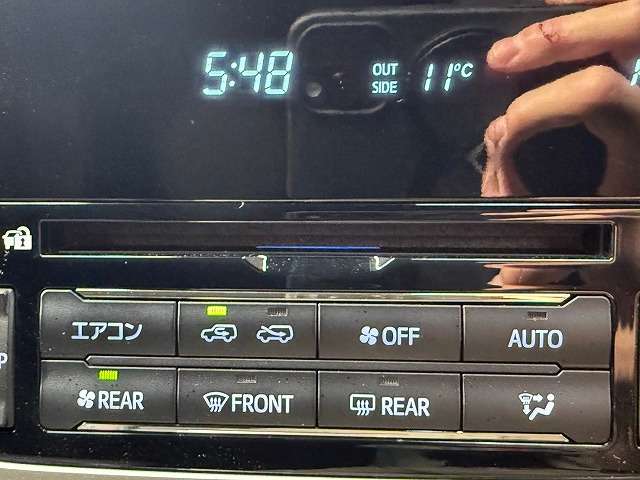 5:48 OUT SIDE 11°C
エアコン OFF AUTO
REAR FRONT REAR